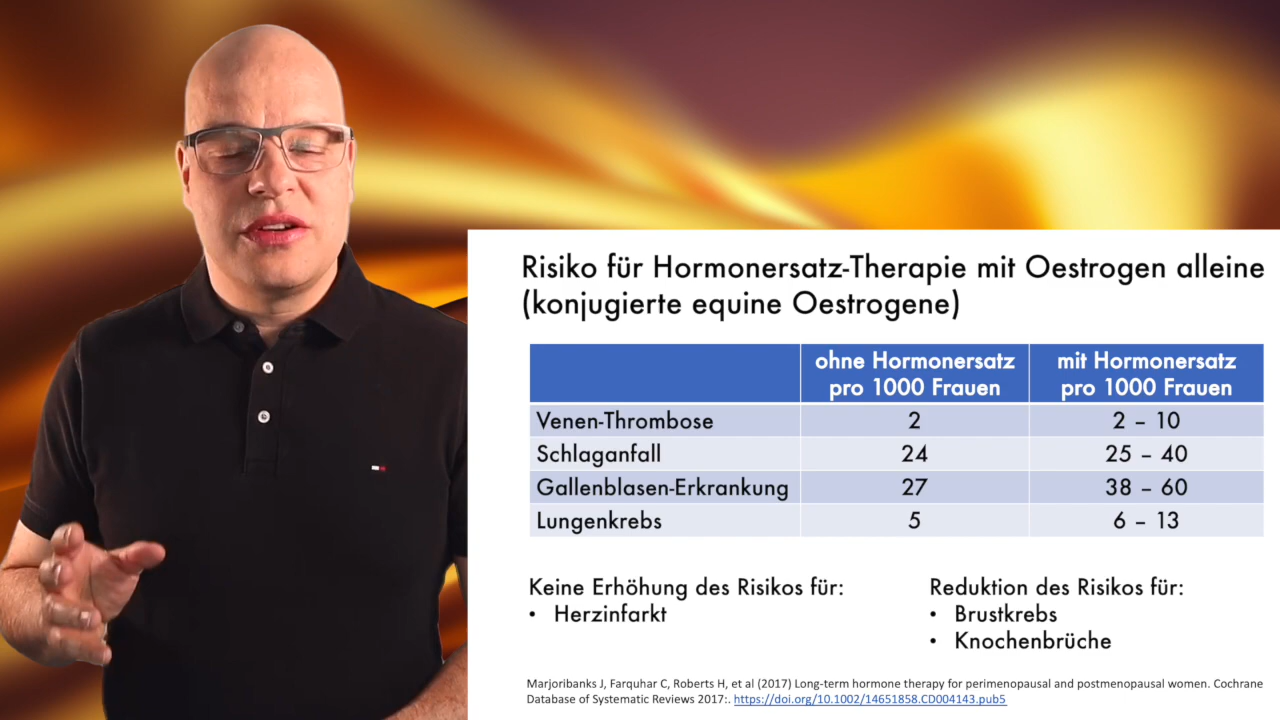 Risiko für Hormonersatz-Therapie mit Oestrogen alleine
(konjugierte equine Oestrogene)
ohne Hormonersatz pro 1000 Frauen
mit Hormonersatz pro 1000 Frauen
Venen-Thrombose 2 2 – 10
Schlaganfall 24 25 – 40
Gallenblasen-Erkrankung 27 38 – 60
Lungenkrebs 5 6 – 13
Keine Erhöhung des Risikos für:
• Herzinfarkt
Reduktion des Risikos für:
• Brustkrebs
• Knochenbrüche
Marjoribanks J, Farquhar C, Roberts H, et al (2017) Long-term hormone therapy for perimenopausal and postmenopausal women. Cochrane
Database of Systematic Reviews 2017:. https://doi.org/10.1002/14651858.CD004143.pub5